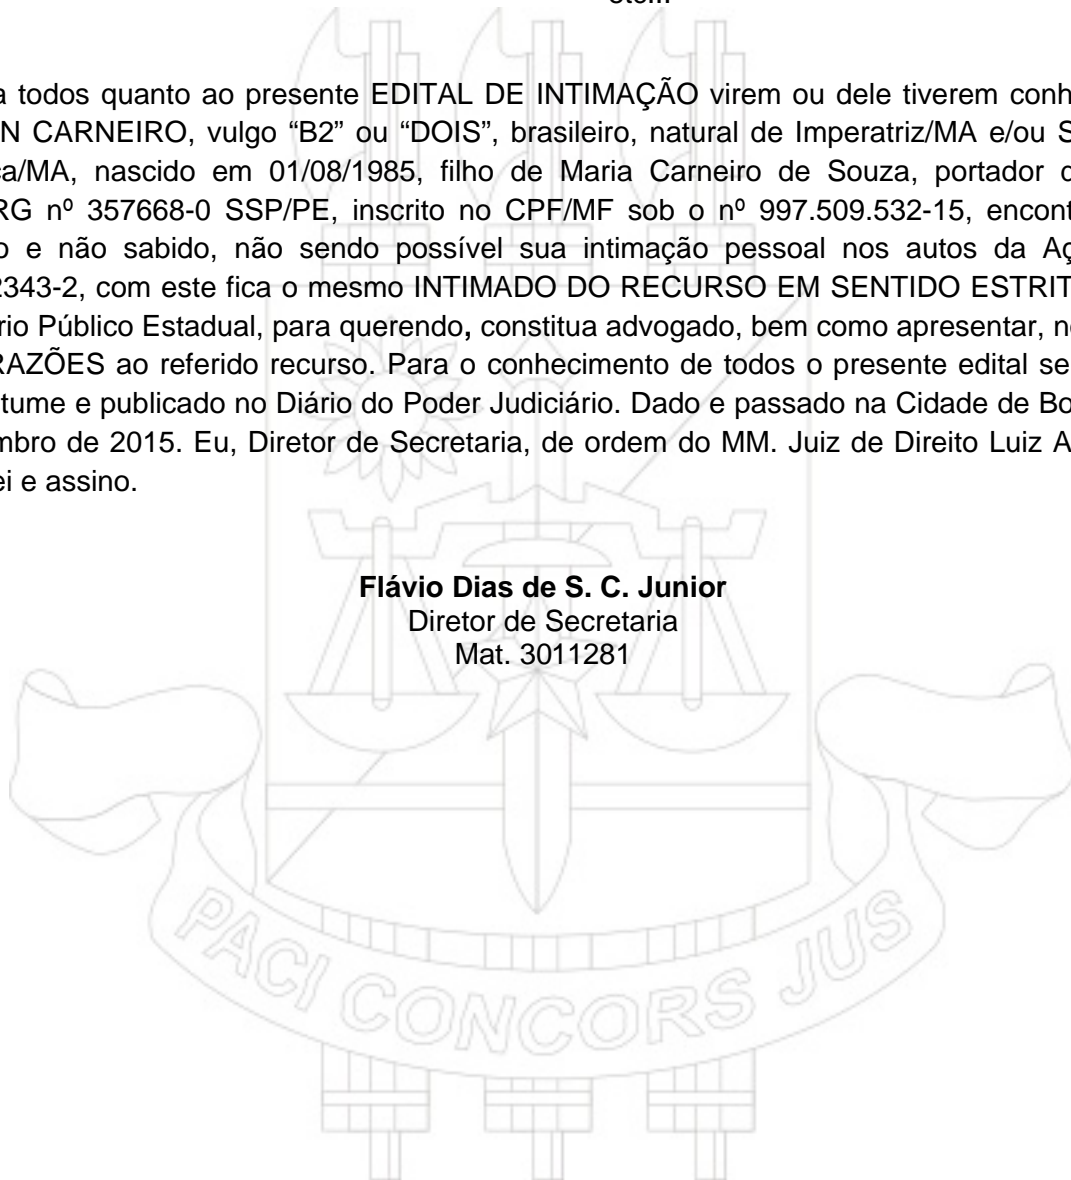 etc...
a todos quanto ao presente EDITAL DE INTIMAÇÃO virem ou dele tiverem conh
N CARNEIRO, vulgo “B2” ou “DOIS”, brasileiro, natural de Imperatriz/MA e/ou S
ca/MA, nascido em 01/08/1985, filho de Maria Carneiro de Souza, portador d
RG nº 357668-0 SSP/PE, inscrito no CPF/MF sob o nº 997.509.532-15, encont
o e não sabido, não sendo possível sua intimação pessoal nos autos da Aç
2343-2, com este fica o mesmo INTIMADO DO RECURSO EM SENTIDO ESTRIT
rio Público Estadual, para querendo, constitua advogado, bem como apresentar, n
RAZÕES ao referido recurso. Para o conhecimento de todos o presente edital se
tume e publicado no Diário do Poder Judiciário. Dado e passado na Cidade de Bo
mbro de 2015. Eu, Diretor de Secretaria, de ordem do MM. Juiz de Direito Luiz A
ei e assino.
Flávio Dias de S. C. Junior
Diretor de Secretaria
Mat. 3011281
PACI CONCORS JUS